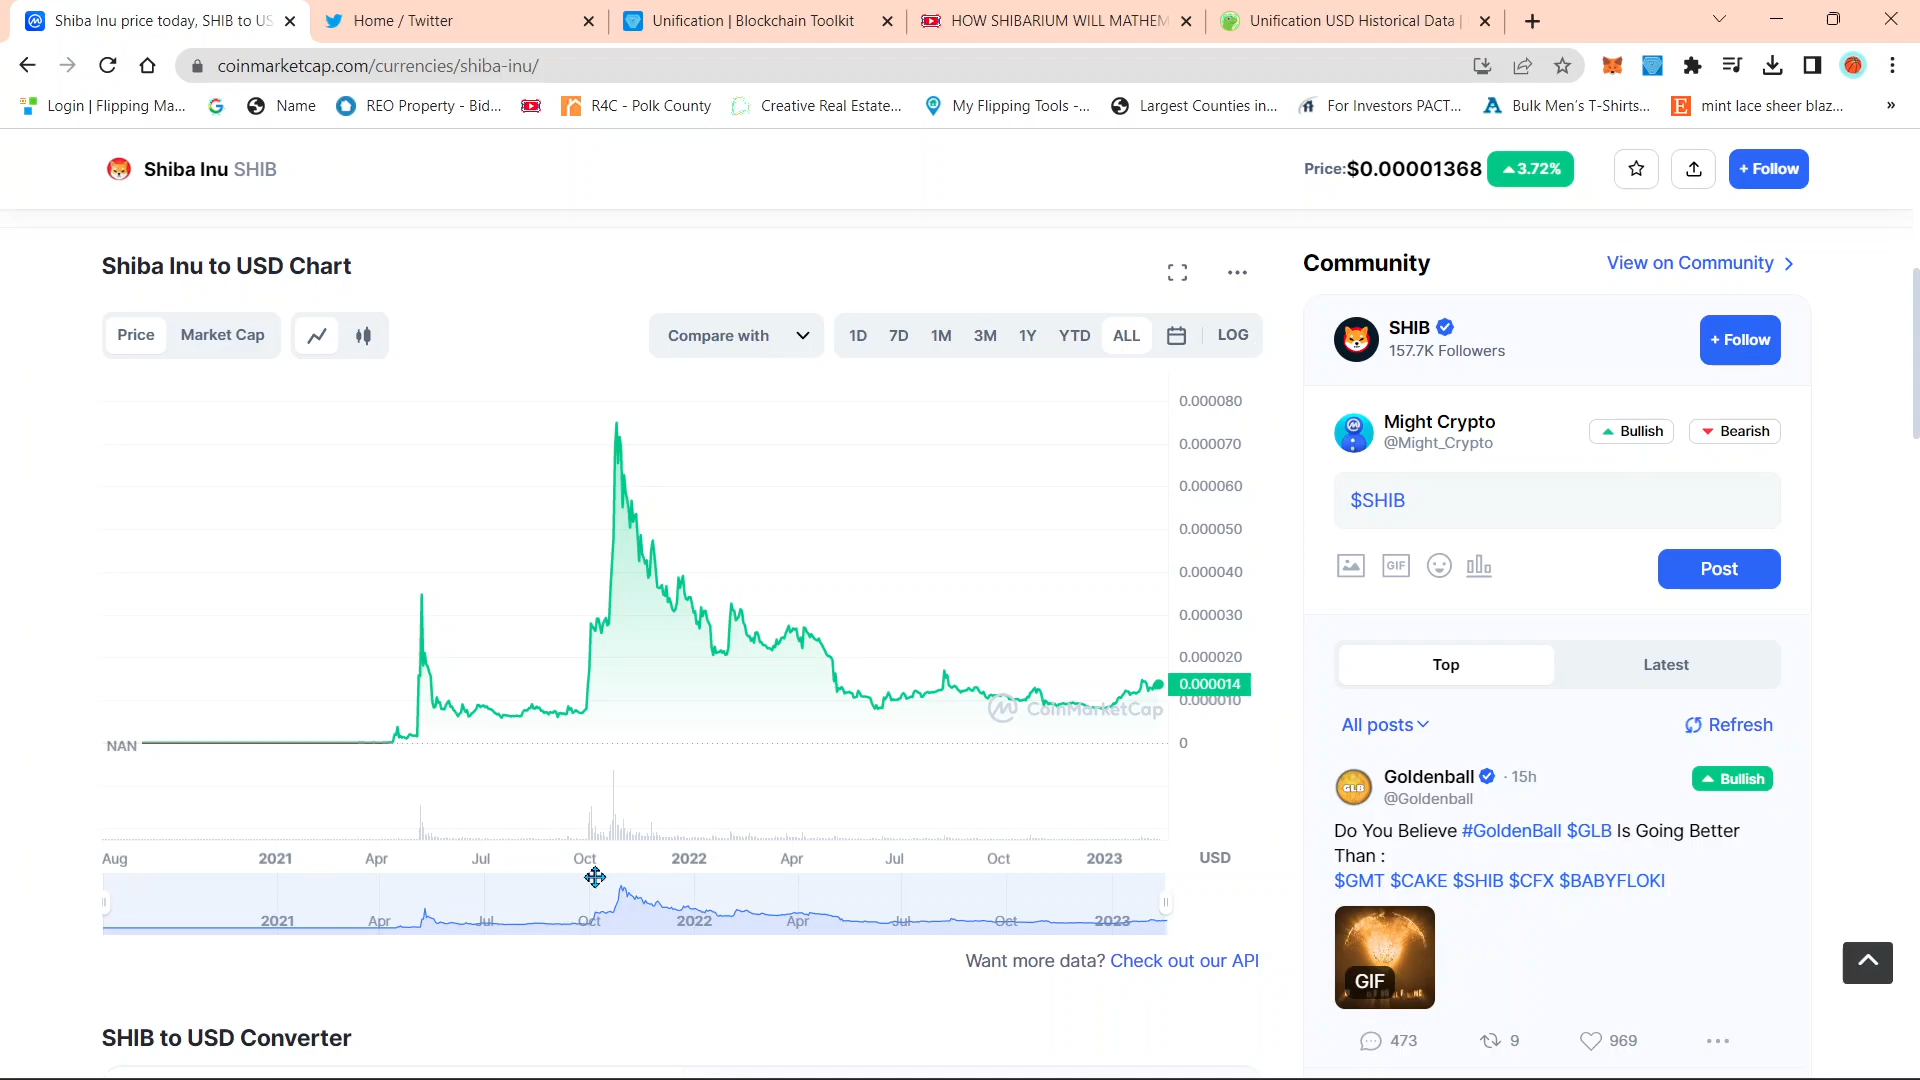 Shiba Inu price today, SHIB to US
Home / Twitter
Unification | Blockchain Toolkit
HOW SHIBARIUM WILL MATHEM
Unification USD Historical Data |
coinmarketcap.com/currencies/shiba-inu/
Login | Flipping Ma...
Name
REO Property - Bid...
R4C - Polk County
Creative Real Estate...
My Flipping Tools -...
Largest Counties in...
For Investors PACT...
Bulk Men's T-Shirts...
mint lace sheer blaz...
»
Shiba Inu SHIB
Price:$0.00001368
3.72%
+ Follow
Shiba Inu to USD Chart
Price
Market Cap
Compare with
1D
7D
1M
3M
1Y
YTD
ALL
LOG
0.000080
0.000070
0.000060
0.000050
0.000040
0.000030
0.000020
0.000014
0.000010
0
NAN
CoinMarketCap
Aug
2021
Apr
Jul
Oct
2022
Apr
Jul
Oct
2023
USD
2021
Apr
Jul
Oct
2022
Apr
Jul
Oct
2023
Want more data? Check out our API
SHIB to USD Converter
Community
View on Community
SHIB
157.7K Followers
+ Follow
Might Crypto
@Might_Crypto
Bullish
Bearish
$SHIB
GIF
Post
Top
Latest
All posts
Refresh
Goldenball · 15h
@Goldenball
GLB
Bullish
Do You Believe #GoldenBall $GLB Is Going Better
Than :
$GMT $CAKE $SHIB $CFX $BABYFLOKI
GIF
473
9
969